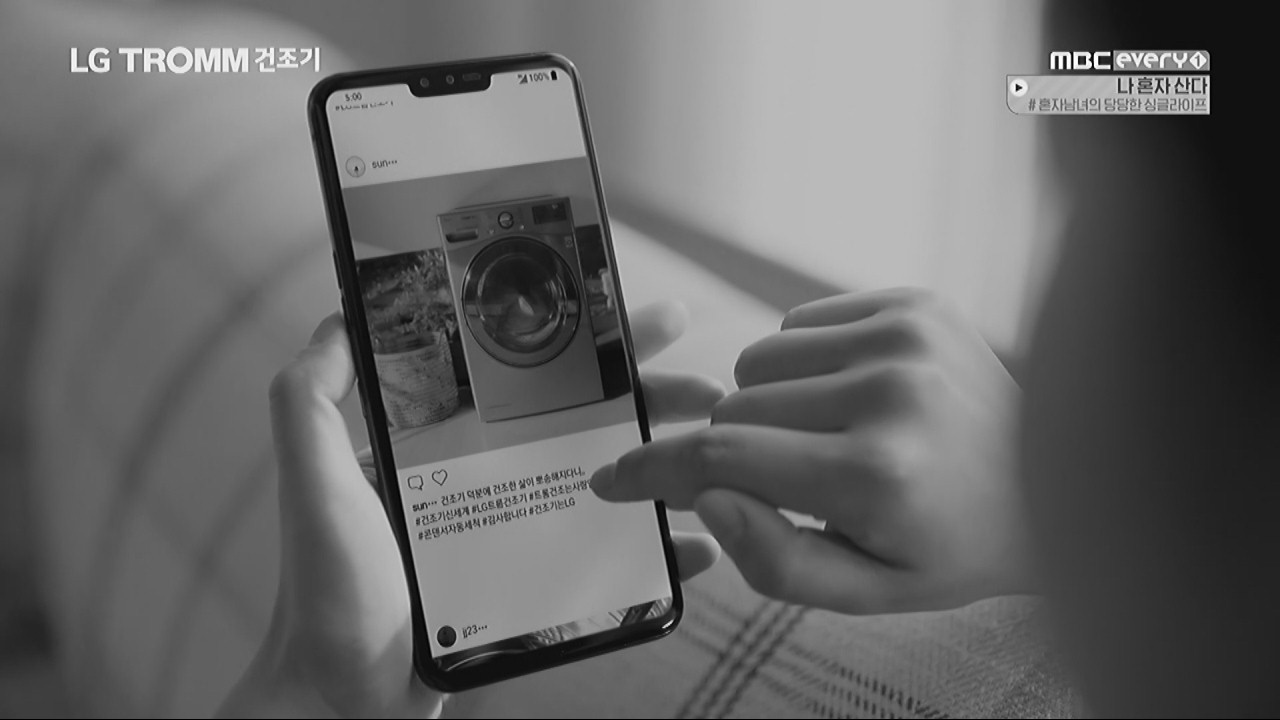 LG TROMM 건조기
MBC every1
나 혼자 산다
# 혼자남녀의 당당한 싱글라이프
5:00
100%
sun···
sun··· 건조기 덕분에 건조한 삶이 뽀송해지다니..
#건조기신세계 #LG트롬건조기 #트롬건조는사랑
#콘덴서자동세척 #감사합니다 #건조기는LG
jj23···